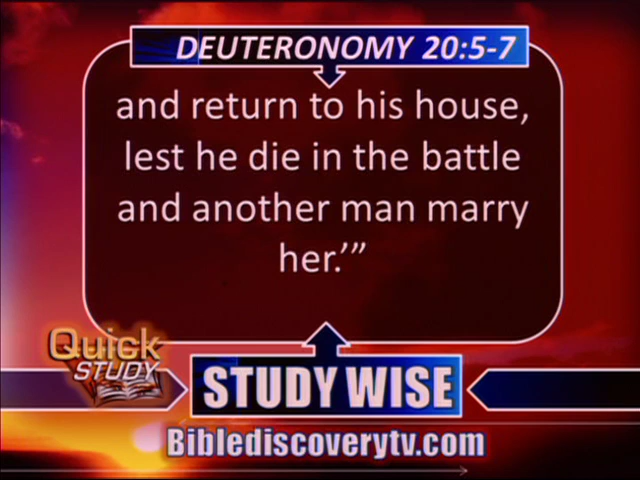 DEUTERONOMY 20:5-7
and return to his house,
lest he die in the battle
and another man marry
her.’”
Quick
STUDY
STUDY WISE
Biblediscoverytv.com